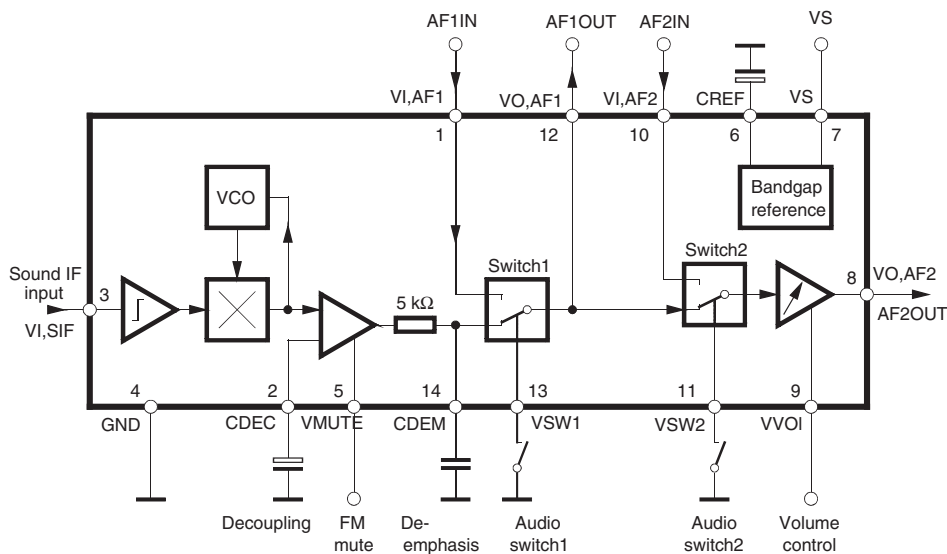 AF1IN AF1OUT AF2IN VS
VI,AF1 VO,AF1 VI,AF2 CREF VS
1 12 10 6 7
VCO
Bandgap
reference
Sound IF
input
3
VI,SIF
5 kΩ
Switch1
Switch2
8
VO,AF2
AF2OUT
4 2 5 14 13 11 9
GND CDEC VMUTE CDEM VSW1 VSW2 VVOl
Decoupling
FM
mute
De-
emphasis
Audio
switch1
Audio
switch2
Volume
control